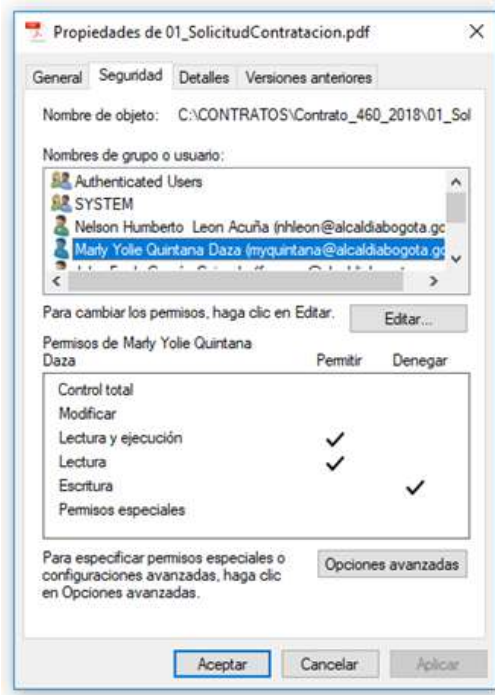 Propiedades de 01_SolicitudContratacion.pdf
General Seguridad Detalles Versiones anteriores
Nombre de objeto: C:\CONTRATOS\Contrato_460_2018\01_Sol
Nombres de grupo o usuario:
Authenticated Users
SYSTEM
Nelson Humberto Leon Acuña (nhleon@alcaldiabogota.gc
Marly Yolie Quintana Daza (myquintana@alcaldiabogota.gc
Para cambiar los permisos, haga clic en Editar. Editar...
Permisos de Marly Yolie Quintana
Daza Permitir Denegar
Control total
Modificar
Lectura y ejecución
Lectura
Escritura
Permisos especiales
Para especificar permisos especiales o
configuraciones avanzadas, haga clic
en Opciones avanzadas.
Opciones avanzadas
Aceptar Cancelar Aplicar